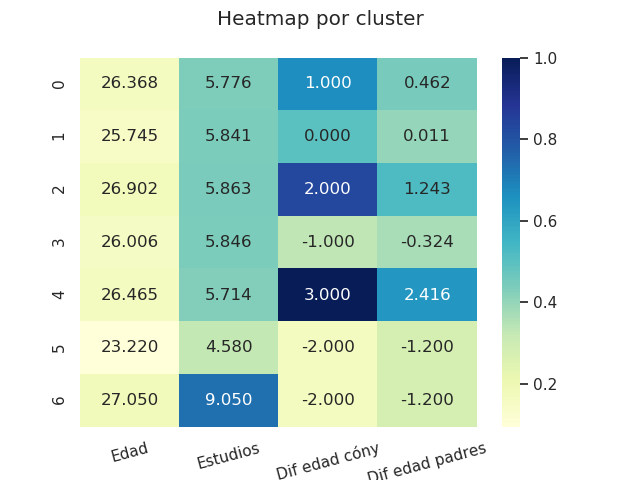 Heatmap por cluster
0 26.368 5.776 1.000 0.462
1 25.745 5.841 0.000 0.011
2 26.902 5.863 2.000 1.243
3 26.006 5.846 -1.000 -0.324
4 26.465 5.714 3.000 2.416
5 23.220 4.580 -2.000 -1.200
6 27.050 9.050 -2.000 -1.200
Edad Estudios Dif edad cóny Dif edad padres
1.0
0.8
0.6
0.4
0.2